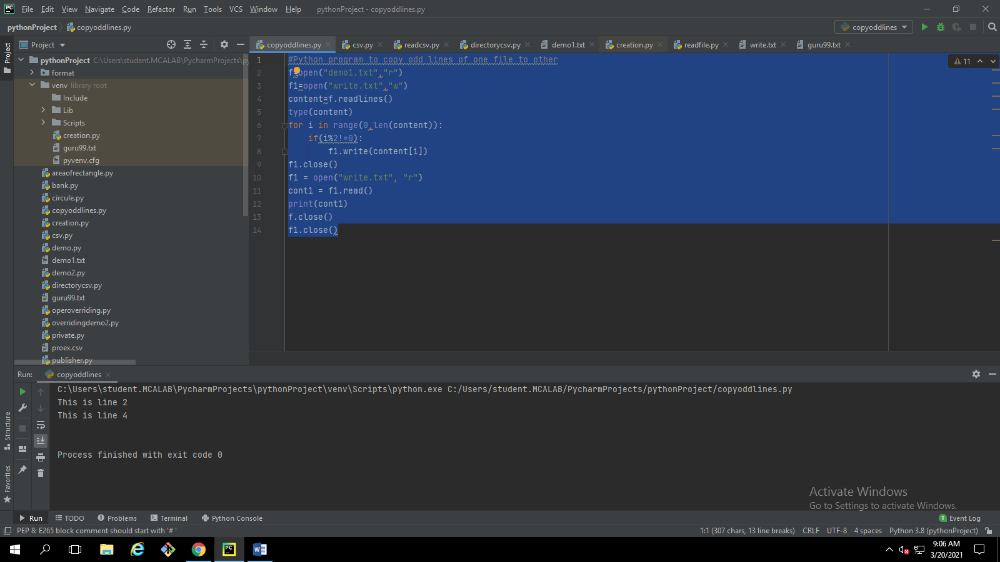 File Edit View Navigate Code Refactor Run Tools VCS Window Help pythonProject - copyoddlines.py
pythonProject copyoddlines.py copyoddlines
Project
Project
copyoddlines.py csv.py readcsv.py directorycsv.py demo1.txt creation.py readfile.py write.txt guru99.txt
pythonProject C:\Users\student.MCALAB\PycharmProjects\py
format
venv library root
Include
Lib
Scripts
creation.py
guru99.txt
pyvenv.cfg
areaofrectangle.py
bank.py
circule.py
copyoddlines.py
creation.py
csv.py
demo.py
demo1.txt
demo2.py
directorycsv.py
guru99.txt
operoverriding.py
overridingdemo2.py
private.py
proex.csv
publisher.py
11
1 #Python program to copy odd lines of one file to other
2 f=open("demo1.txt","r")
3 f1=open("write.txt","w")
4 content=f.readlines()
5 type(content)
6 for i in range(0,len(content)):
7 if(i%2!=0):
8 f1.write(content[i])
9 f1.close()
10 f1 = open("write.txt", "r")
11 cont1 = f1.read()
12 print(cont1)
13 f.close()
14 f1.close()
Run: copyoddlines
C:\Users\student.MCALAB\PycharmProjects\pythonProject\venv\Scripts\python.exe C:/Users/student.MCALAB/PycharmProjects/pythonProject/copyoddlines.py
This is line 2
This is line 4
Process finished with exit code 0
Structure
Favorites
Activate Windows
Go to Settings to activate Windows.
Run TODO Problems Terminal Python Console 1 Event Log
PEP 8: E265 block comment should start with '# ' 1:1 (307 chars, 13 line breaks) CRLF UTF-8 4 spaces Python 3.8 (pythonProject)
9:06 AM
3/20/2021